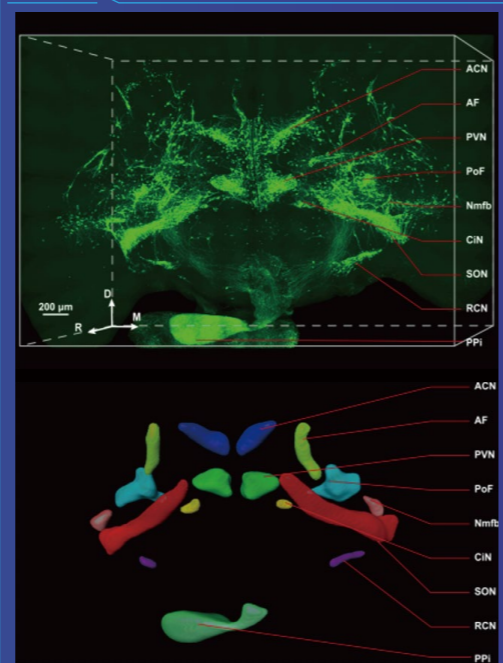 ACN
AF
PVN
PoF
Nmfb
CiN
SON
RCN
PPi
200 μm
D
R
M
ACN
AF
PVN
PoF
Nmfb
CiN
SON
RCN
PPi